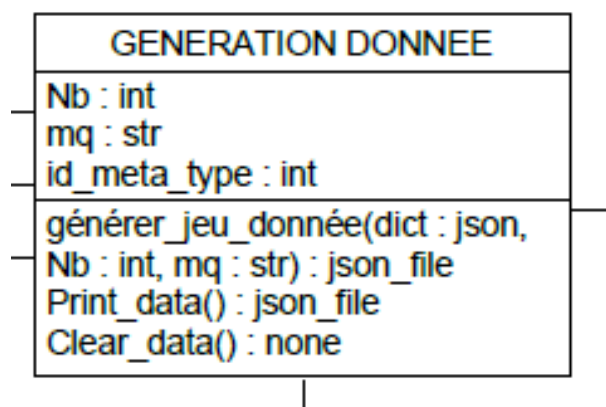 GENERATION DONNEE
Nb : int
mq : str
id_meta_type : int
générer_jeu_donnée(dict : json,
Nb : int, mq : str) : json_file
Print_data() : json_file
Clear_data() : none